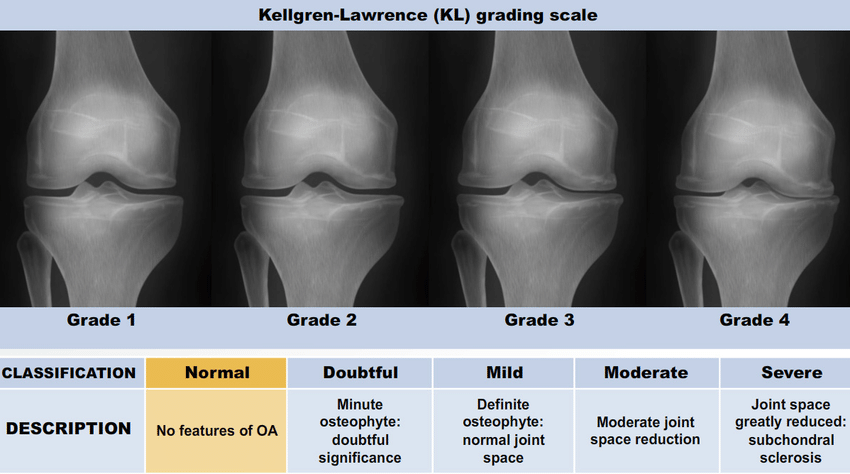 Kellgren-Lawrence (KL) grading scale
Grade 1
Grade 2
Grade 3
Grade 4
CLASSIFICATION
Normal
Doubtful
Mild
Moderate
Severe
DESCRIPTION
No features of OA
Minute
osteophyte:
doubtful
significance
Definite
osteophyte:
normal joint
space
Moderate joint
space reduction
Joint space
greatly reduced:
subchondral
sclerosis